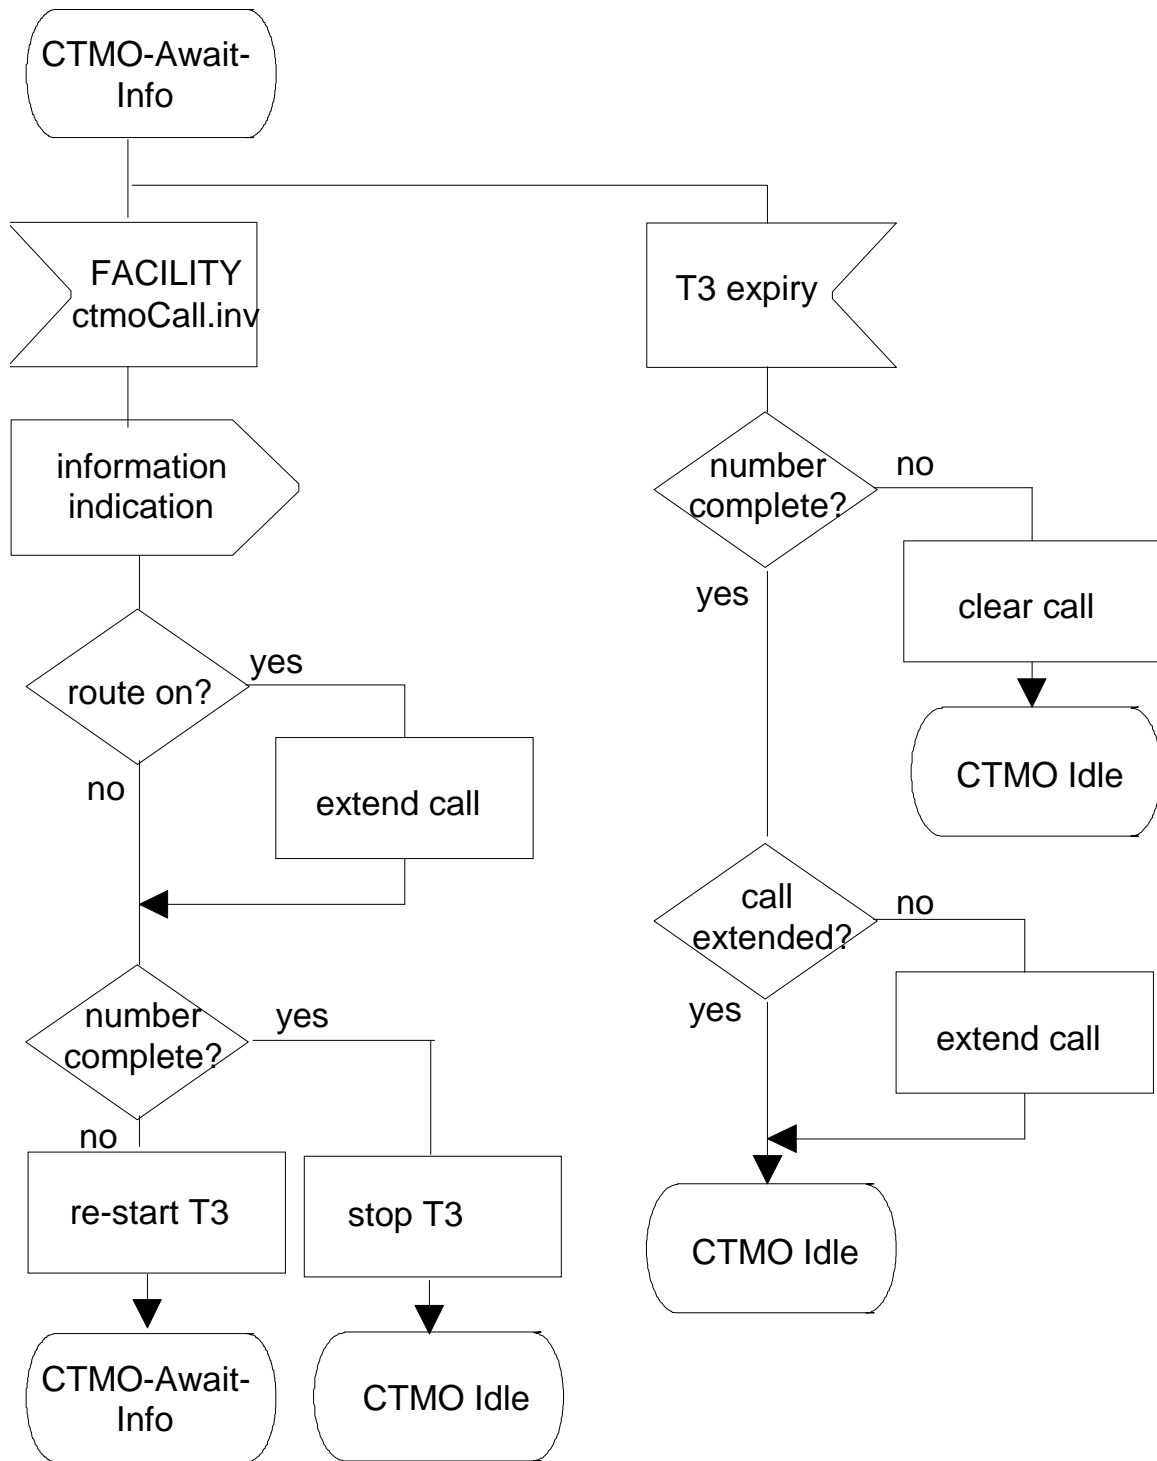 CTMO-Await-
Info
FACILITY
ctmoCall.inv
information
indication
route on?
yes
no
extend call
number
complete?
yes
no
re-start T3
stop T3
CTMO-Await-
Info
CTMO Idle
T3 expiry
number
complete?
no
yes
clear call
CTMO Idle
call
extended?
no
yes
extend call
CTMO Idle